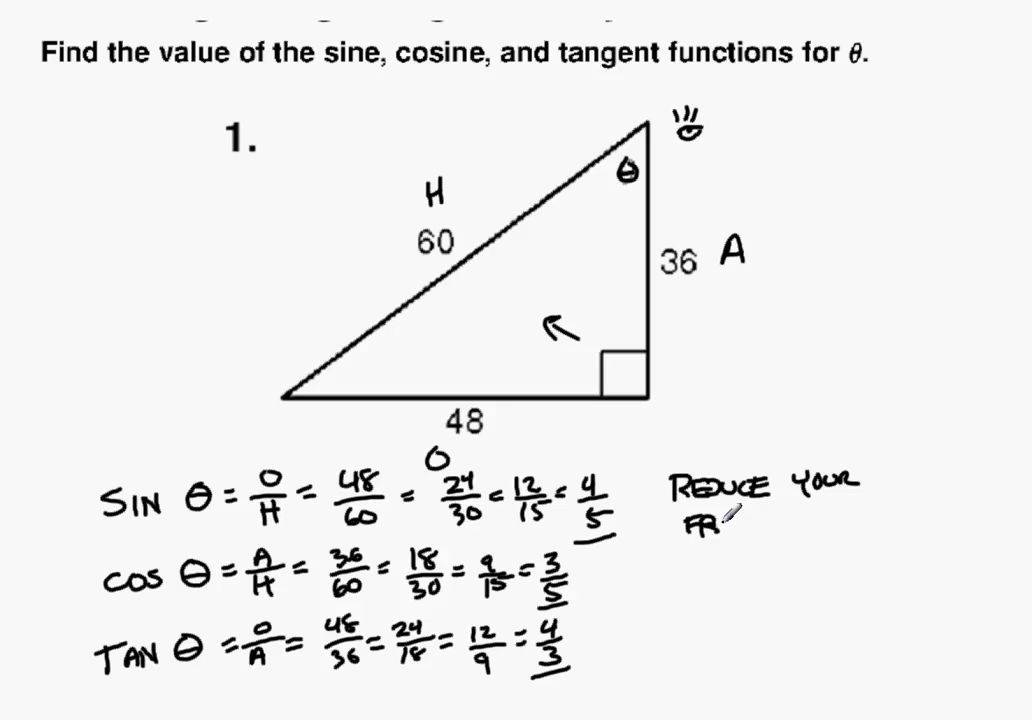 Find the value of the sine, cosine, and tangent functions for θ.
1.
θ
H
60
36 A
48
O
SIN θ = O/H = 48/60 = 24/30 = 12/15 = 4/5
REDUCE YOUR
FR
COS θ = A/H = 36/60 = 18/30 = 9/15 = 3/5
TAN θ = O/A = 48/36 = 24/18 = 12/9 = 4/3